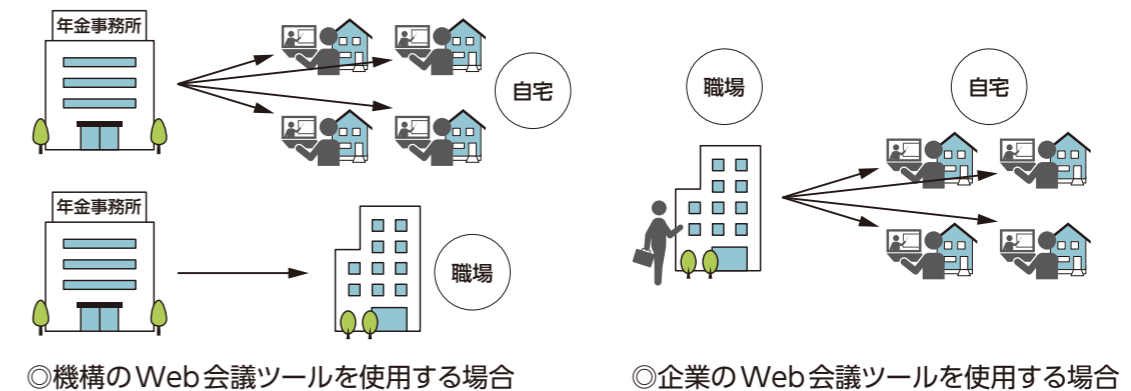 年金事務所
自宅
年金事務所
職場
◎機構のWeb会議ツールを使用する場合
職場
自宅
◎企業のWeb会議ツールを使用する場合